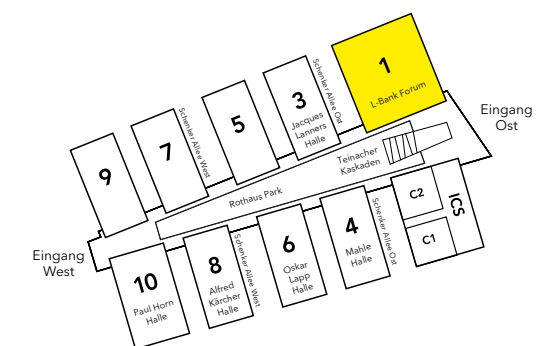 1
L-Bank Forum
Schenker Allee Ost
3
Jacques
Lanners
Halle
5
Schenker Allee West
7
9
Eingang
Ost
Teinacher
Kaskaden
Rothaus Park
Eingang
West
10
Paul Horn
Halle
8
Alfred
Kärcher
Halle
Schenker Allee West
6
Oskar
Lapp
Halle
4
Mahle
Halle
Schenker Allee Ost
C2
C1
ICS